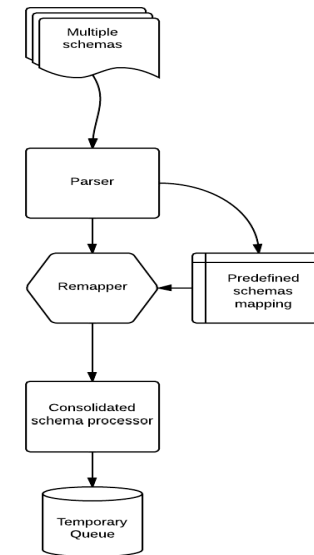 Multiple
schemas
Parser
Remapper
Predefined
schemas
mapping
Consolidated
schema processor
Temporary
Queue